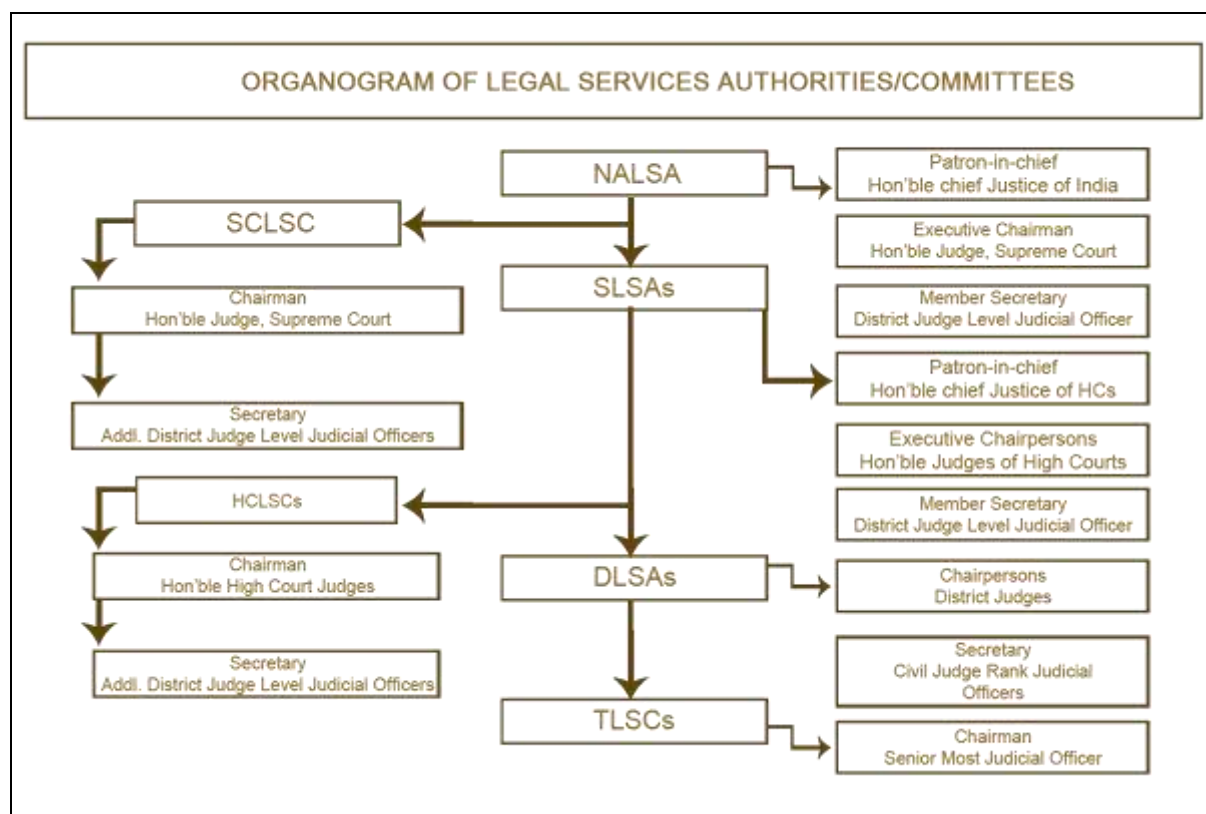 ORGANOGRAM OF LEGAL SERVICES AUTHORITIES/COMMITTEES
NALSA
Patron-in-chief
Hon'ble chief Justice of India
SCLSC
Executive Chairman
Hon'ble Judge, Supreme Court
SLSAs
Chairman
Hon'ble Judge, Supreme Court
Member Secretary
District Judge Level Judicial Officer
Patron-in-chief
Hon'ble chief Justice of HCs
Secretary
Addl. District Judge Level Judicial Officers
Executive Chairpersons
Hon'ble Judges of High Courts
HCLSCs
Member Secretary
District Judge Level Judicial Officer
Chairman
Hon'ble High Court Judges
DLSAs
Chairpersons
District Judges
Secretary
Addl. District Judge Level Judicial Officers
Secretary
Civil Judge Rank Judicial
Officers
TLSCs
Chairman
Senior Most Judicial Officer